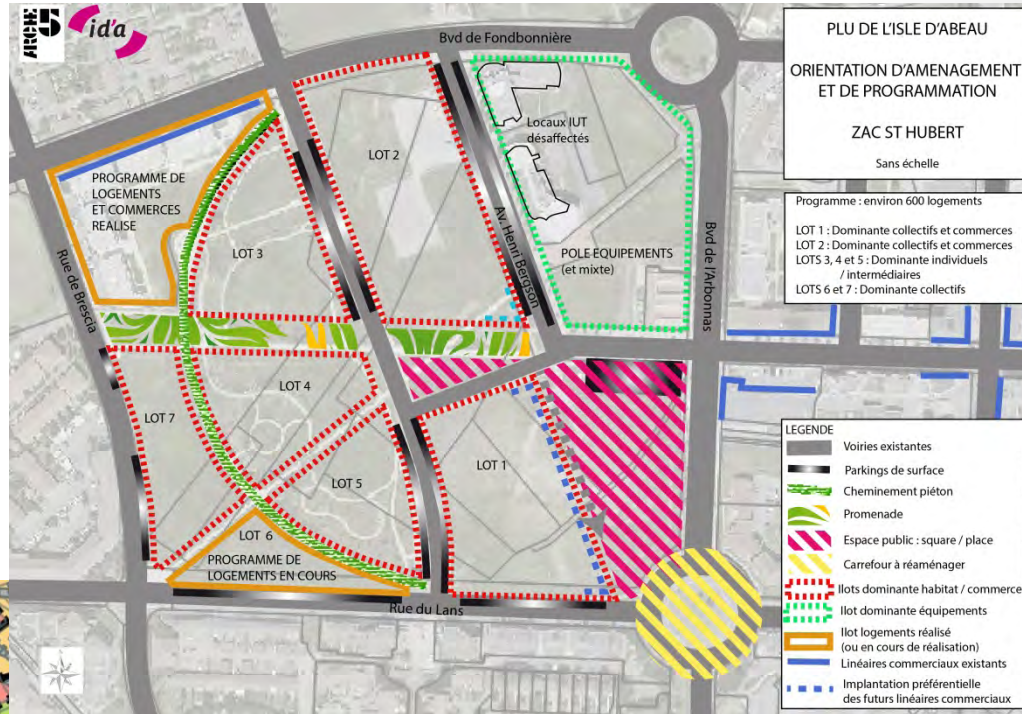 ARCHE 5
id'a
PLU DE L'ISLE D'ABEAU
ORIENTATION D'AMENAGEMENT
ET DE PROGRAMMATION
ZAC ST HUBERT
Sans échelle
Programme : environ 600 logements
LOT 1 : Dominante collectifs et commerces
LOT 2 : Dominante collectifs et commerces
LOTS 3, 4 et 5 : Dominante individuels
/ intermédiaires
LOTS 6 et 7 : Dominante collectifs
Bvd de Fondbonnière
Locaux IUT
désaffectés
LOT 2
PROGRAMME DE
LOGEMENTS
ET COMMERCES
REALISE
LOT 3
Av. Henri Bergson
POLE EQUIPEMENTS
(et mixte)
Bvd de l'Arbonnas
Rue de Brescia
LOT 4
LOT 7
LOT 1
LOT 5
LOT 6
PROGRAMME DE
LOGEMENTS EN COURS
Rue du Lans
LEGENDE
Voiries existantes
Parkings de surface
Cheminement piéton
Promenade
Espace public : square / place
Carrefour à réaménager
Ilots dominante habitat / commerce
Ilot dominante équipements
Ilot logements réalisé
(ou en cours de réalisation)
Linéaires commerciaux existants
Implantation préférentielle
des futurs linéaires commerciaux